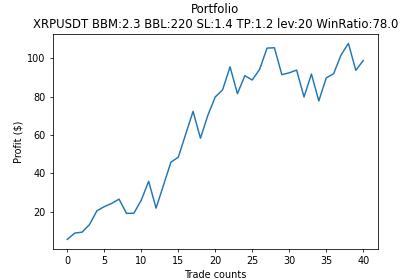 Portfolio
XRPUSDT BBM:2.3 BBL:220 SL:1.4 TP:1.2 lev:20 WinRatio:78.0
Profit ($)
100
80
60
40
20
0 5 10 15 20 25 30 35 40
Trade counts